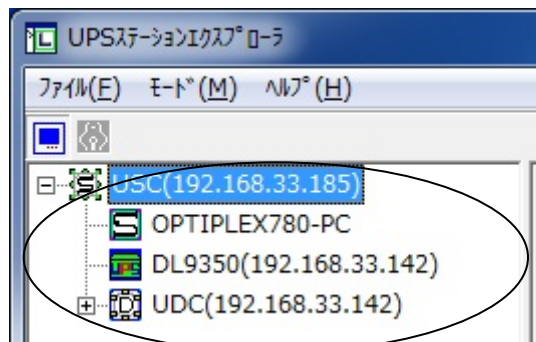 UPSｽﾃｰｼｮﾝｴｸｽﾌﾟﾛｰﾗ
ﾌｧｲﾙ(F) ﾓｰﾄﾞ(M) ﾍﾙﾌﾟ(H)
USC(192.168.33.185)
OPTIPLEX780-PC
DL9350(192.168.33.142)
UDC(192.168.33.142)